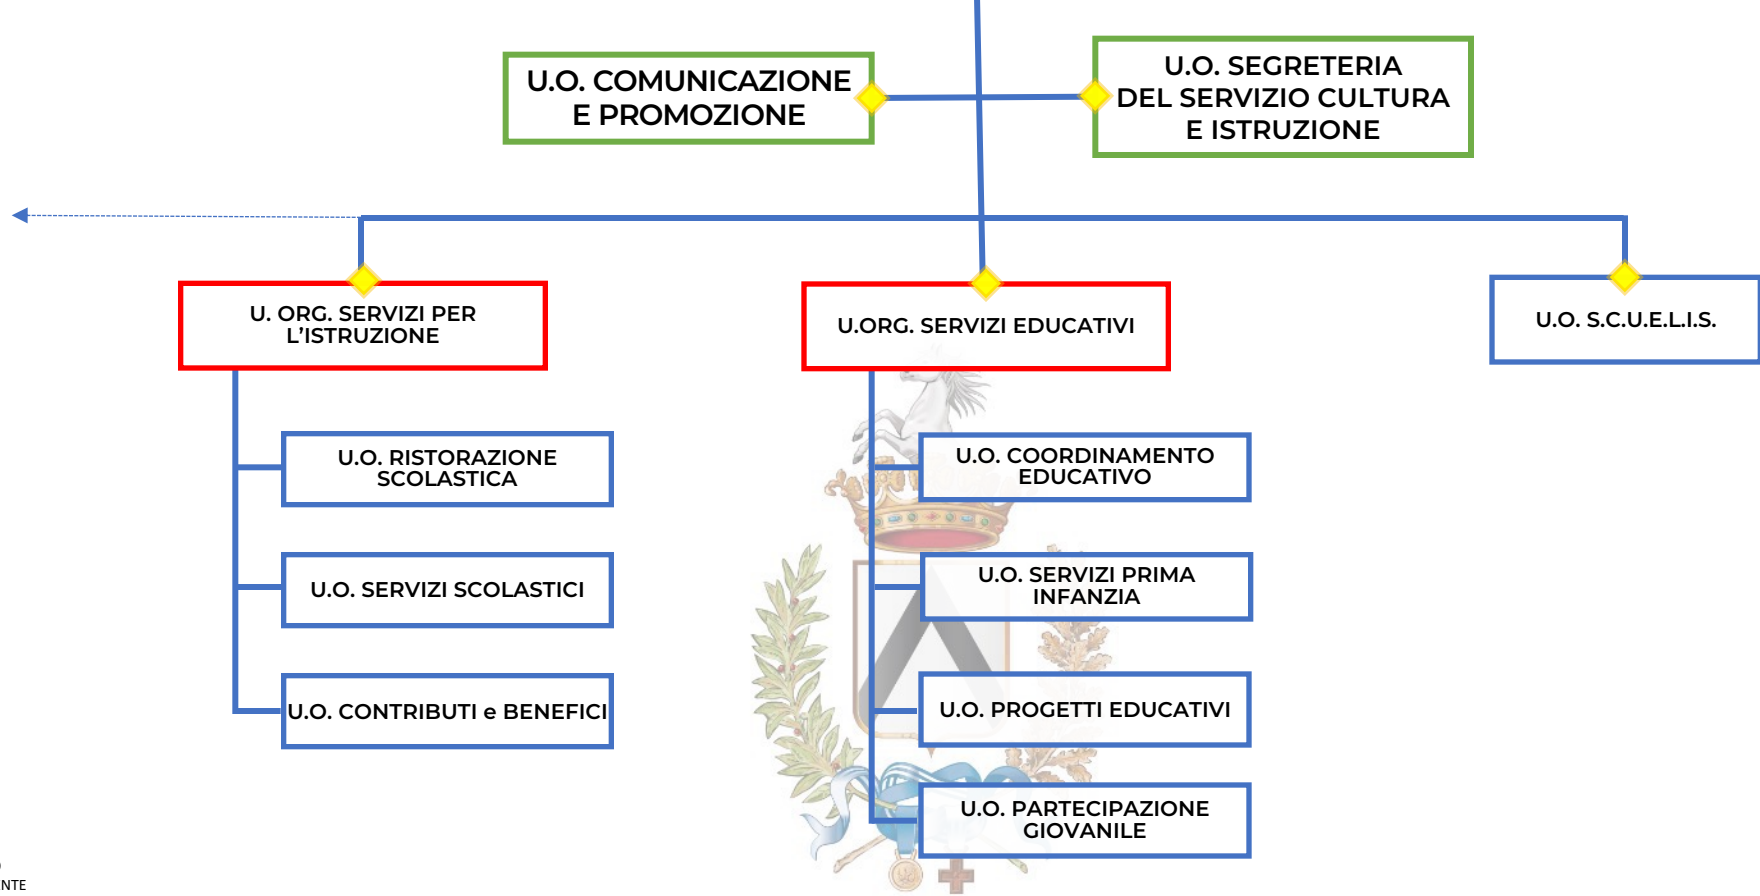 U.O. COMUNICAZIONE
E PROMOZIONE
U.O. SEGRETERIA
DEL SERVIZIO CULTURA
E ISTRUZIONE
U. ORG. SERVIZI PER
L'ISTRUZIONE
U.ORG. SERVIZI EDUCATIVI
U.O. S.C.U.E.L.I.S.
U.O. RISTORAZIONE
SCOLASTICA
U.O. SERVIZI SCOLASTICI
U.O. CONTRIBUTI e BENEFICI
U.O. COORDINAMENTO
EDUCATIVO
U.O. SERVIZI PRIMA
INFANZIA
U.O. PROGETTI EDUCATIVI
U.O. PARTECIPAZIONE
GIOVANILE
NTE